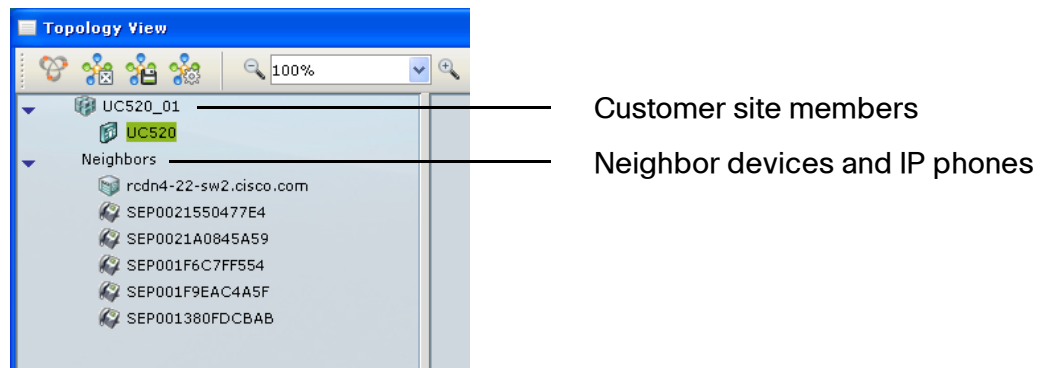 Topology View
100%
UC520_01
Customer site members
UC520
Neighbors
Neighbor devices and IP phones
rcdn4-22-sw2.cisco.com
SEP0021550477E4
SEP0021A0845A59
SEP001F6C7FF554
SEP001F9EAC4A5F
SEP001380FDCBAB